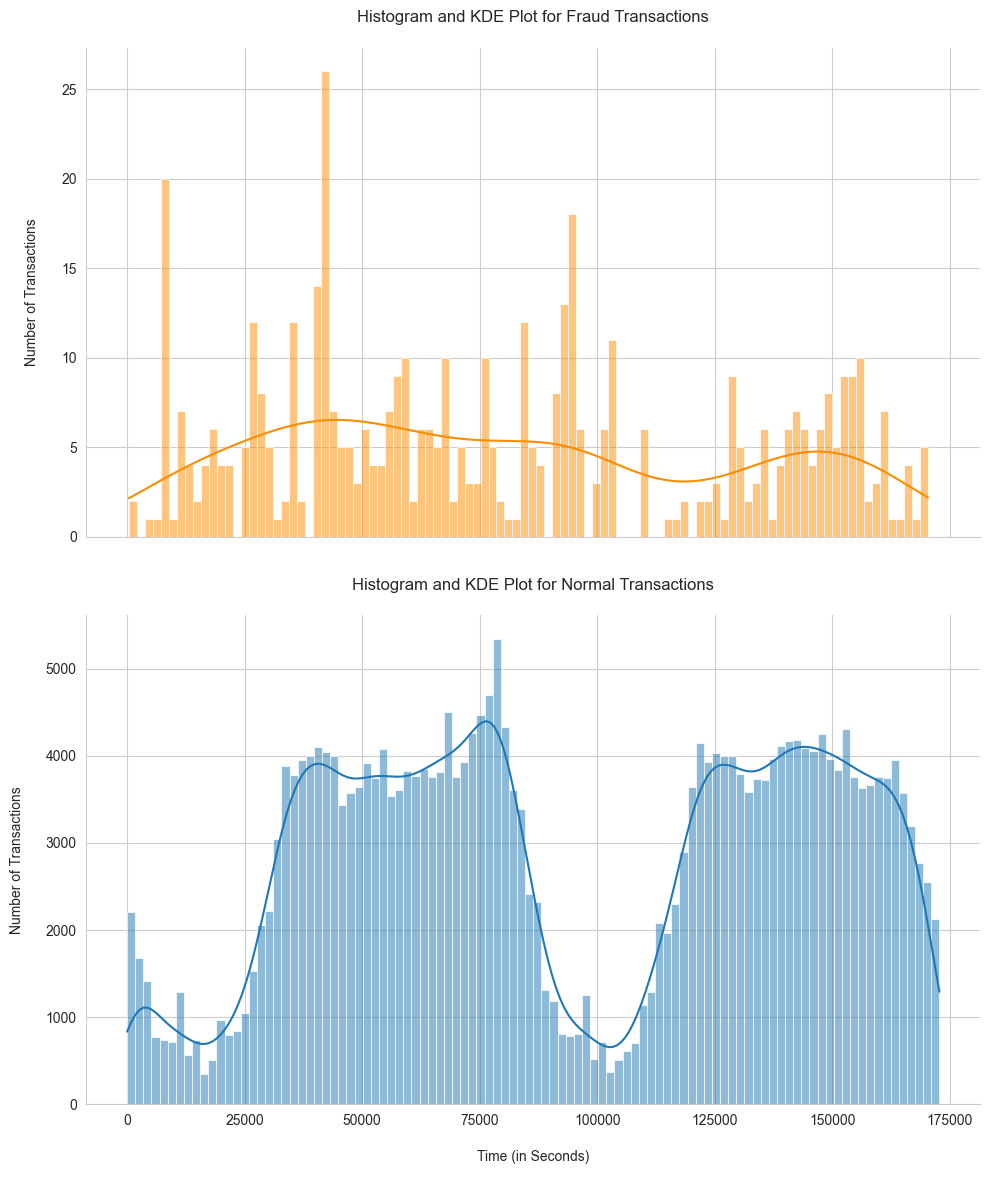 Histogram and KDE Plot for Fraud Transactions
25
20
15
10
5
0
Number of Transactions
Histogram and KDE Plot for Normal Transactions
5000
4000
3000
2000
1000
0
Number of Transactions
0 25000 50000 75000 100000 125000 150000 175000
Time (in Seconds)